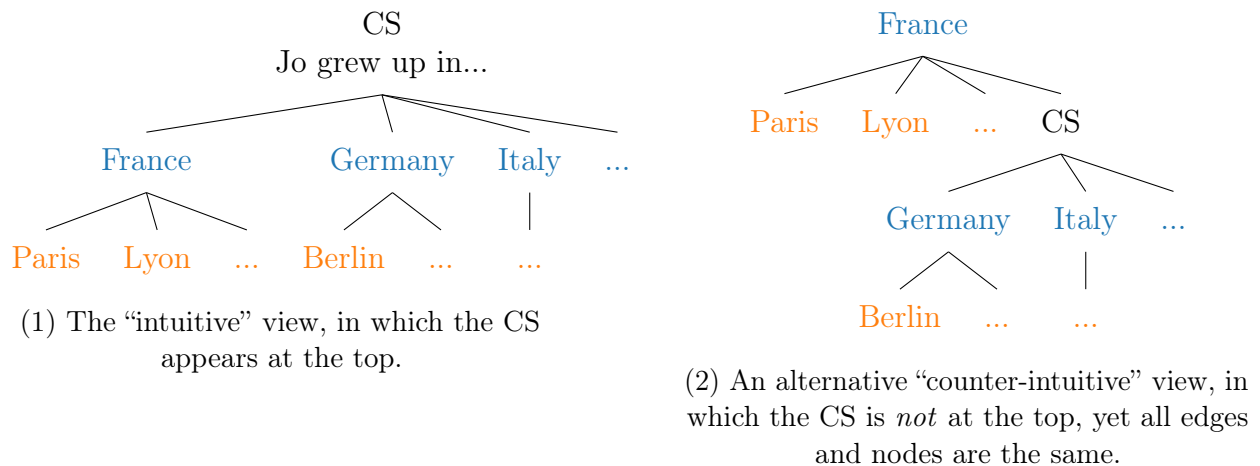 CS
Jo grew up in...
France Germany Italy ...
Paris Lyon ... Berlin ... ...
(1) The “intuitive” view, in which the CS
appears at the top.
France
Paris Lyon ... CS
Germany Italy ...
Berlin ... ...
(2) An alternative “counter-intuitive” view, in
which the CS is not at the top, yet all edges
and nodes are the same.